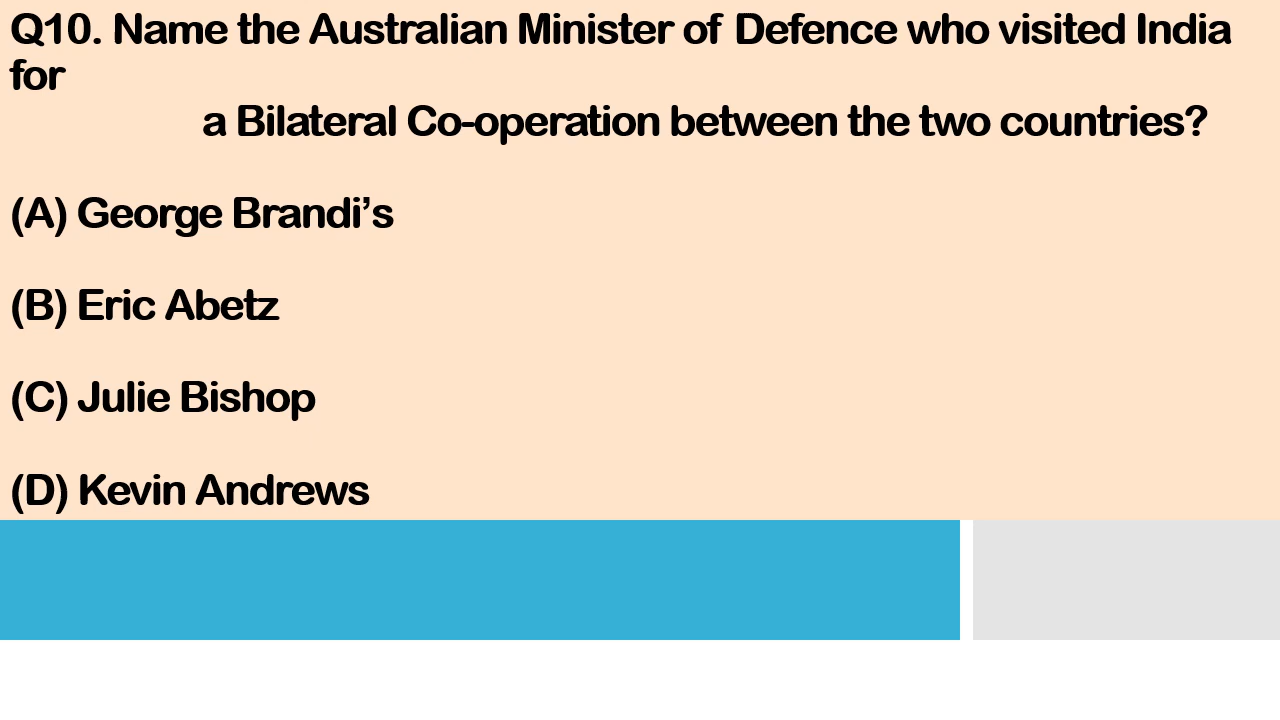 Q10. Name the Australian Minister of Defence who visited India
for
a Bilateral Co-operation between the two countries?
(A) George Brandi’s
(B) Eric Abetz
(C) Julie Bishop
(D) Kevin Andrews